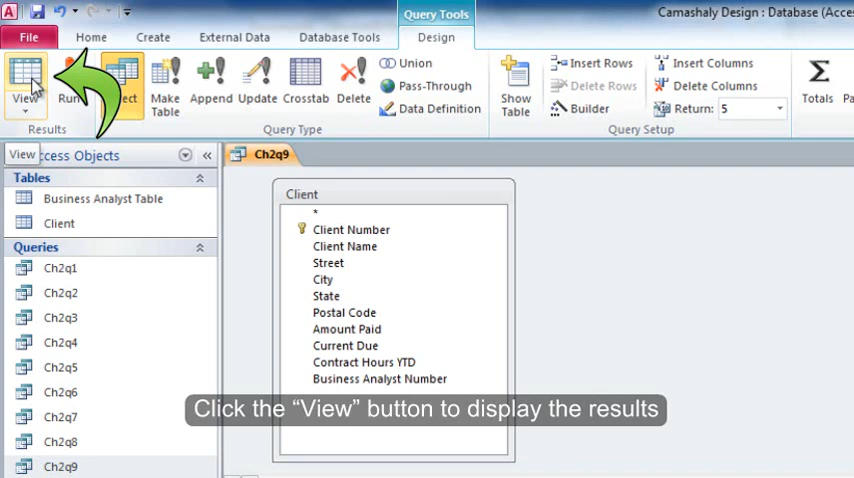 Query Tools
Camashaly Design : Database (Acces
File
Home
Create
External Data
Database Tools
Design
View
Run
Select
Make Table
Append
Update
Crosstab
Delete
Union
Pass-Through
Data Definition
Show Table
Insert Rows
Delete Rows
Builder
Insert Columns
Delete Columns
Return: 5
Totals
Results
Query Type
Query Setup
View
Access Objects
Tables
Business Analyst Table
Client
Queries
Ch2q1
Ch2q2
Ch2q3
Ch2q4
Ch2q5
Ch2q6
Ch2q7
Ch2q8
Ch2q9
Ch2q9
Client
*
Client Number
Client Name
Street
City
State
Postal Code
Amount Paid
Current Due
Contract Hours YTD
Business Analyst Number
Click the “View” button to display the results